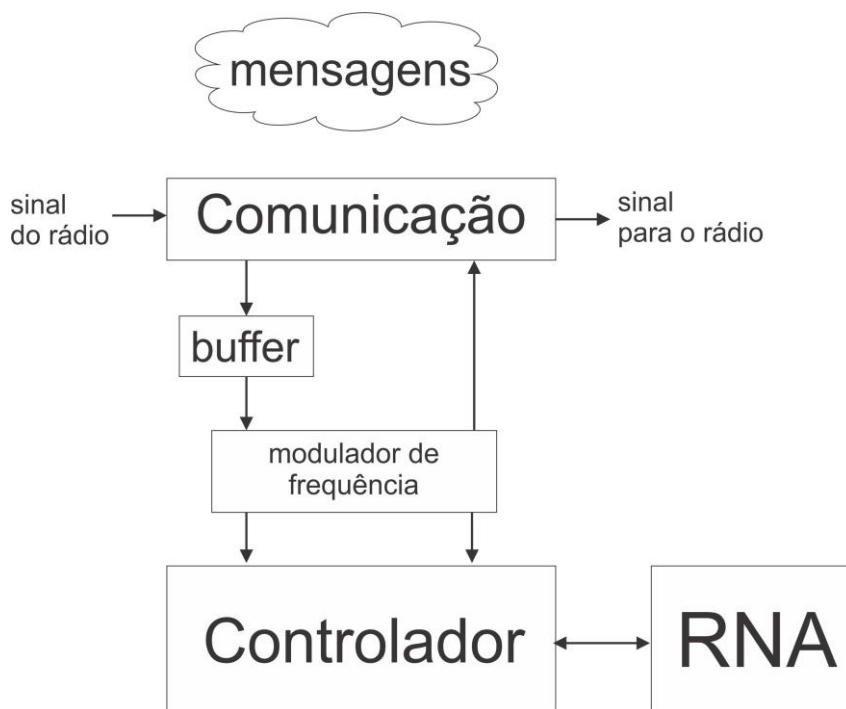 mensagens
sinal
do rádio
Comunicação
sinal
para o rádio
buffer
modulador de
frequência
Controlador
RNA